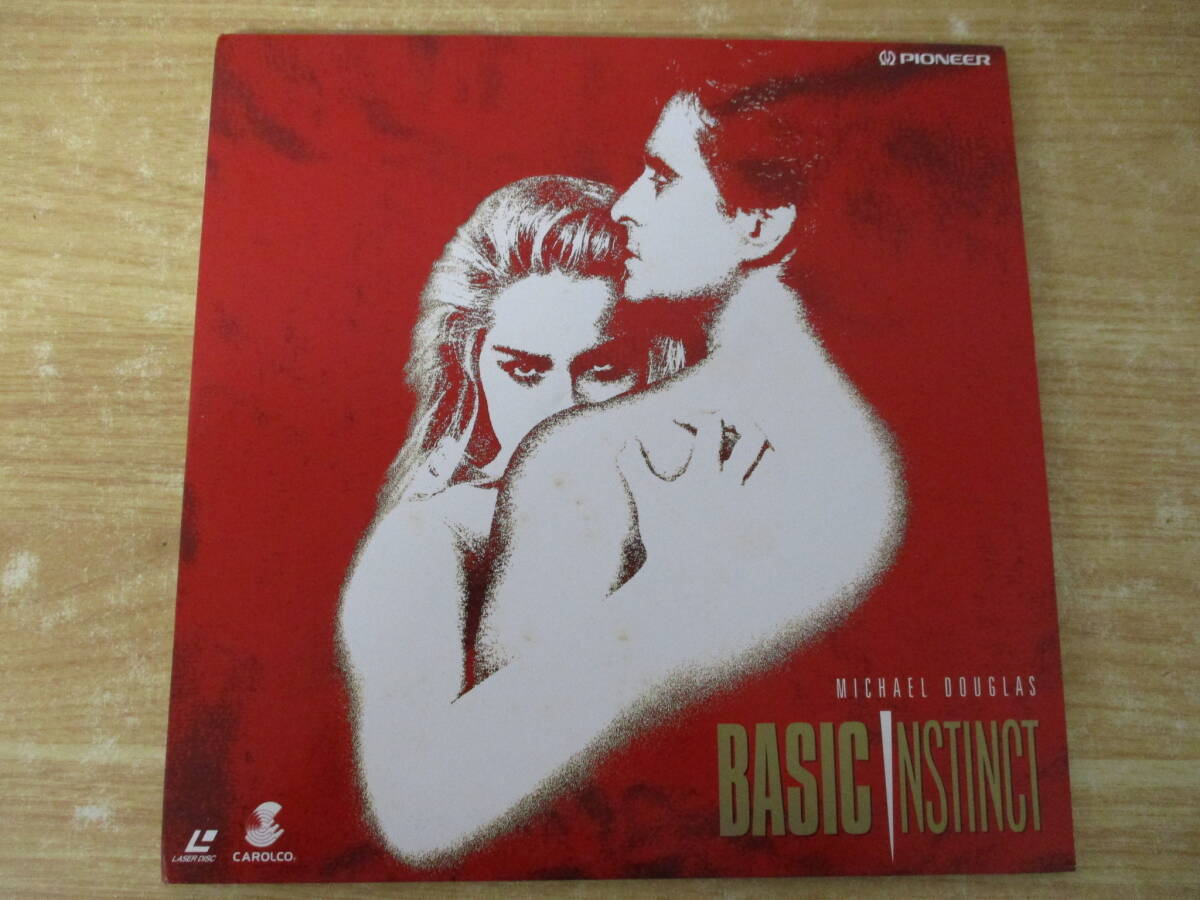 PIONEER
MICHAEL DOUGLAS
BASIC INSTINCT
LASER DISC
CAROLCO